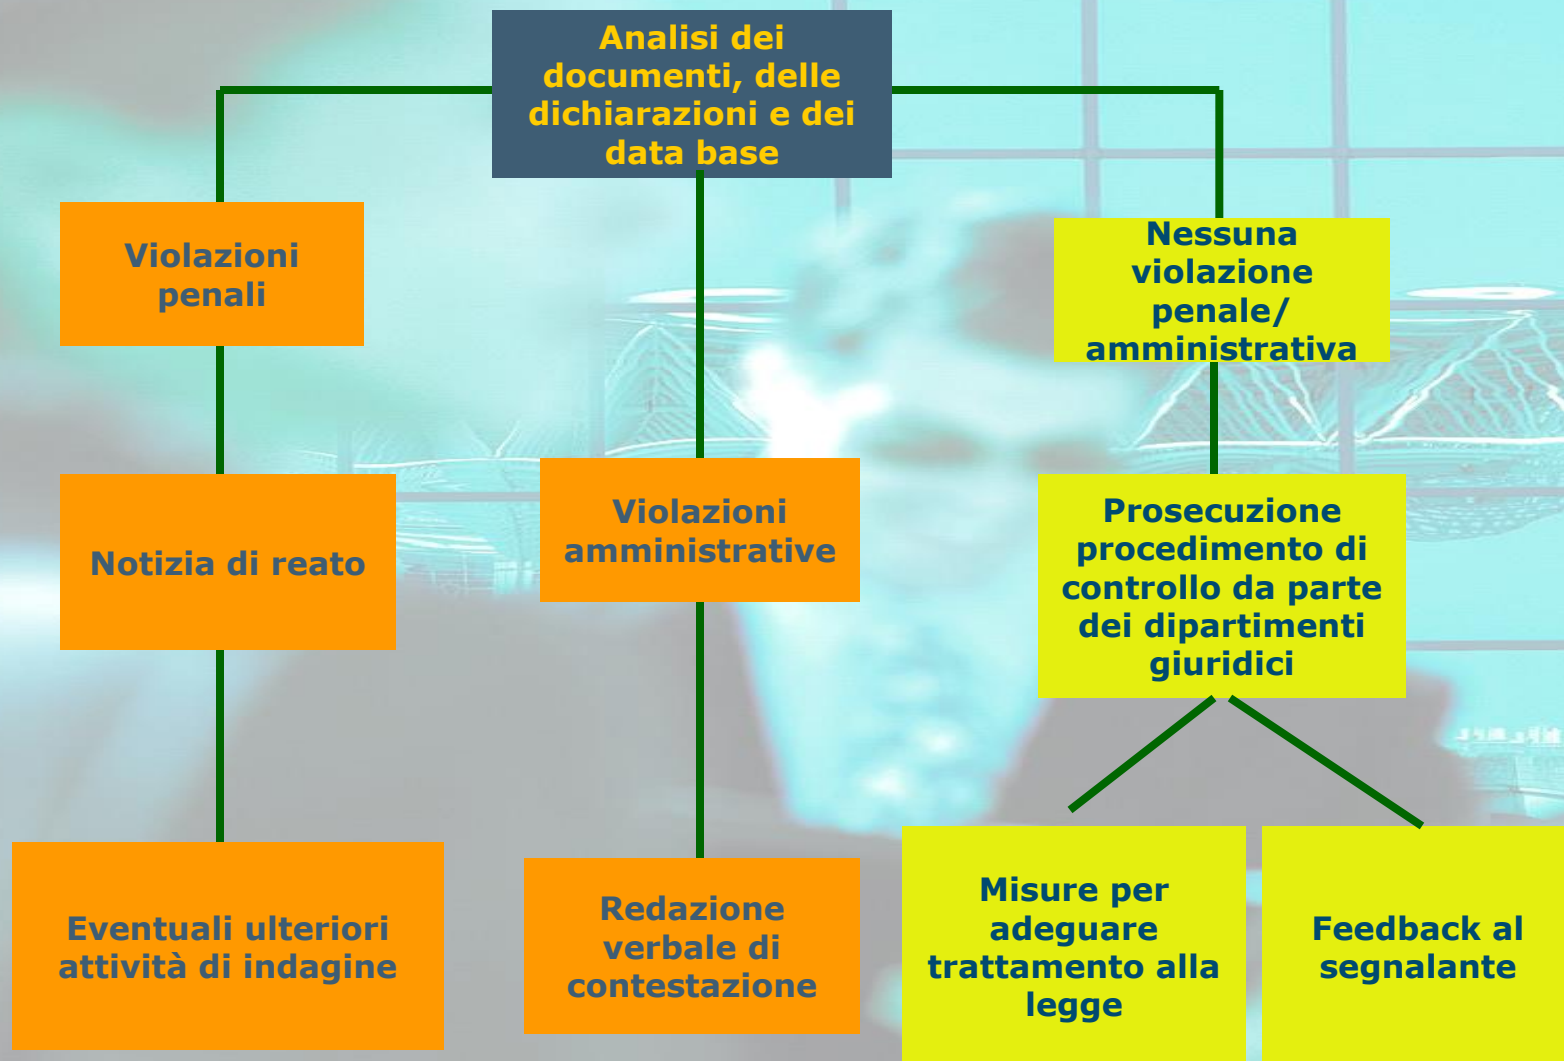 Analisi dei
documenti, delle
dichiarazioni e dei
data base
Violazioni
penali
Nessuna
violazione
penale/
amministrativa
Notizia di reato
Violazioni
amministrative
Prosecuzione
procedimento di
controllo da parte
dei dipartimenti
giuridici
Eventuali ulteriori
attività di indagine
Redazione
verbale di
contestazione
Misure per
adeguare
trattamento alla
legge
Feedback al
segnalante